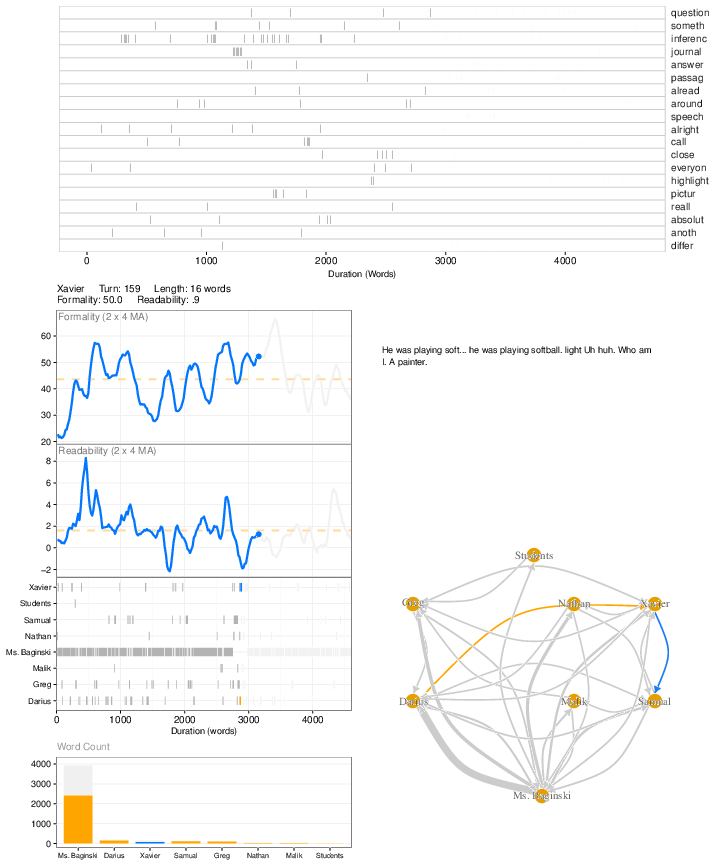 question
someth
inferenc
journal
answer
passag
alread
around
speech
alright
call
close
everyon
highlight
pictur
reall
absolut
anoth
differ
0 1000 2000 3000 4000
Duration (Words)
Xavier Turn: 159 Length: 16 words
Formality: 50.0 Readability: .9
Formality (2 x 4 MA)
60
50
40
30
20
Readability (2 x 4 MA)
8
6
4
2
0
−2
Xavier
Students
Samual
Nathan
Ms. Baginski
Malik
Greg
Darius
0 1000 2000 3000 4000
Duration (words)
Word Count
4000
3000
2000
1000
0
Ms. Baginski Darius Xavier Samual Greg Nathan Malik Students
He was playing soft... he was playing softball. light Uh huh. Who am
I. A painter.
Students
Greg Nathan Xavier
Darius Malik Samual
Ms. Baginski